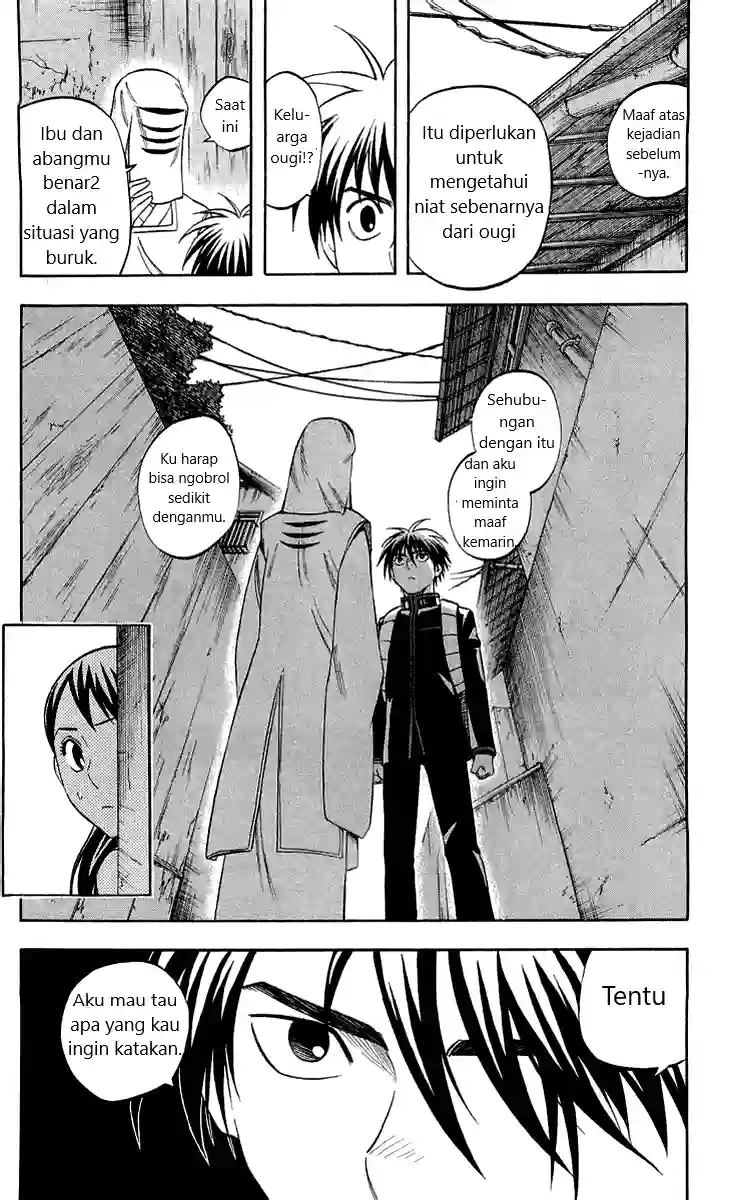 Maaf atas
kejadian
sebelum
-nya.
Itu diperlukan
untuk
mengetahui
niat sebenarnya
dari ougi
Kelu-
arga
ougi!?
Saat
ini
Ibu dan
abangmu
benar2
dalam
situasi yang
buruk.
Sehubu-
ngan
dengan itu
dan aku
ingin
meminta
maaf
kemarin.
Ku harap
bisa ngobrol
sedikit
denganmu.
Tentu
Aku mau tau
apa yang kau
ingin katakan.